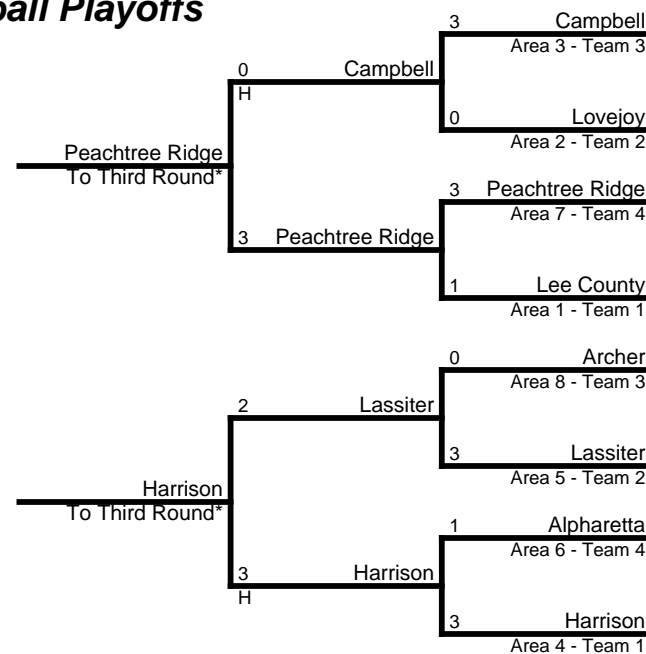 ball Playoffs
3 Campbell
Area 3 - Team 3
0 Campbell
H
0 Lovejoy
Area 2 - Team 2
Peachtree Ridge
To Third Round*
3 Peachtree Ridge
Area 7 - Team 4
3 Peachtree Ridge
1 Lee County
Area 1 - Team 1
0 Archer
Area 8 - Team 3
2 Lassiter
3 Lassiter
Area 5 - Team 2
Harrison
To Third Round*
1 Alpharetta
Area 6 - Team 4
3 Harrison
H
3 Harrison
Area 4 - Team 1